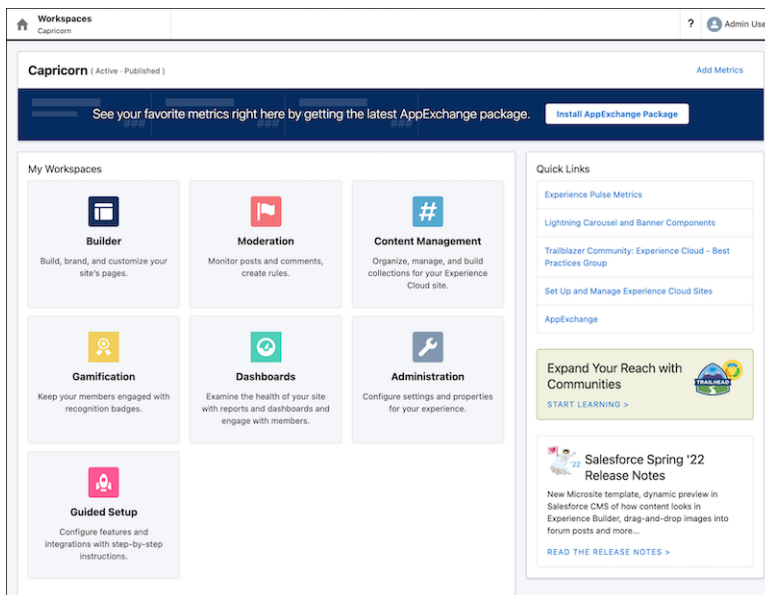 Workspaces
Capricorn
?
Admin Use
Capricorn ( Active - Published )
Add Metrics
See your favorite metrics right here by getting the latest AppExchange package.
Install AppExchange Package
###
###
###
My Workspaces
Builder
Build, brand, and customize your
site's pages.
Moderation
Monitor posts and comments,
create rules.
#
Content Management
Organize, manage, and build
collections for your Experience
Cloud site.
Gamification
Keep your members engaged with
recognition badges.
Dashboards
Examine the health of your site
with reports and dashboards and
engage with members.
Administration
Configure settings and properties
for your experience.
Guided Setup
Configure features and
integrations with step-by-step
instructions.
Quick Links
Experience Pulse Metrics
Lightning Carousel and Banner Components
Trailblazer Community: Experience Cloud - Best
Practices Group
Set Up and Manage Experience Cloud Sites
AppExchange
Expand Your Reach with
Communities
START LEARNING >
TRAILHEAD
'22
Salesforce Spring '22
Release Notes
New Microsite template, dynamic preview in
Salesforce CMS of how content looks in
Experience Builder, drag-and-drop images into
forum posts and more...
READ THE RELEASE NOTES >